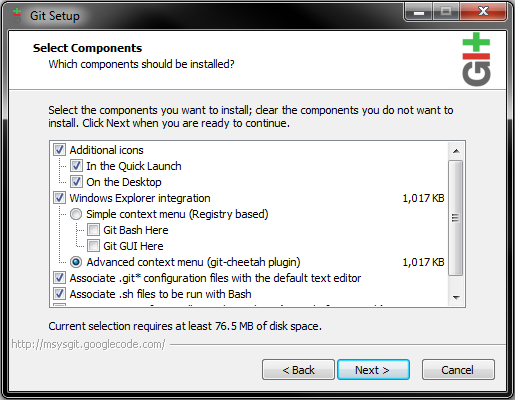 Git Setup
Select Components
Which components should be installed?
Git
Select the components you want to install; clear the components you do not want to
install. Click Next when you are ready to continue.
Additional icons
In the Quick Launch
On the Desktop
Windows Explorer integration 1,017 KB
Simple context menu (Registry based)
Git Bash Here
Git GUI Here
Advanced context menu (git-cheetah plugin) 1,017 KB
Associate .git* configuration files with the default text editor
Associate .sh files to be run with Bash
Current selection requires at least 76.5 MB of disk space.
http://msysgit.googlecode.com/
< Back Next > Cancel